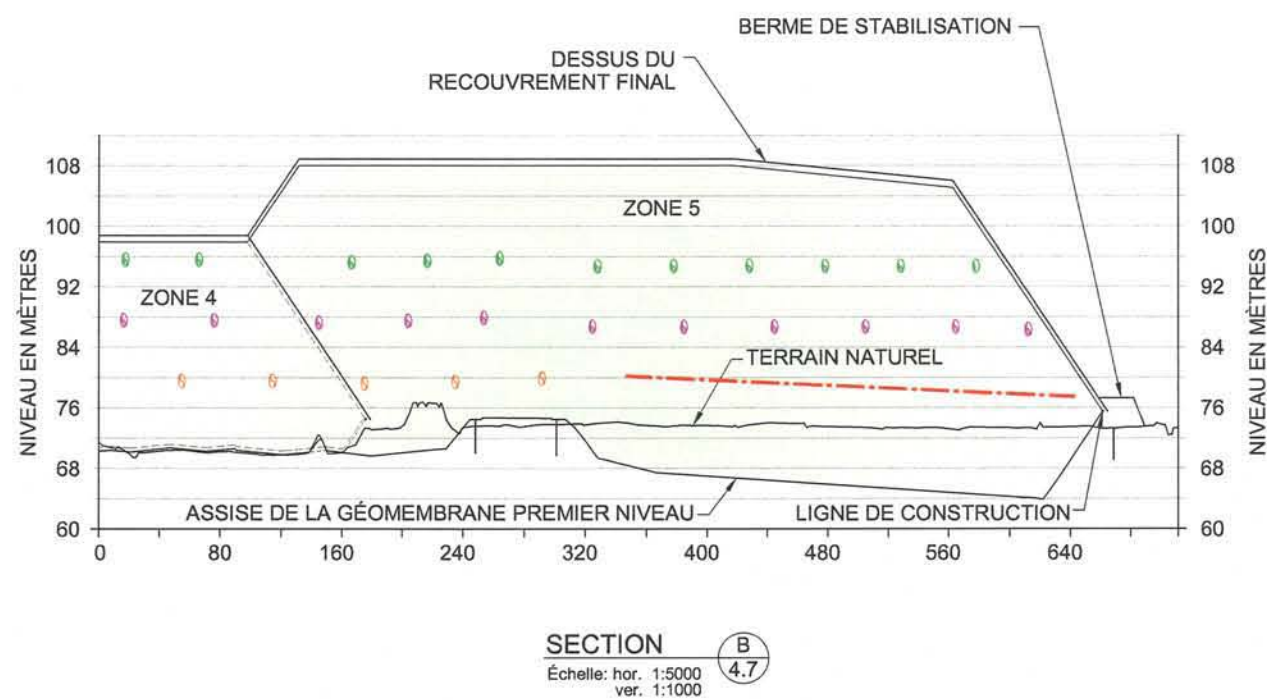 BERME DE STABILISATION
DESSUS DU
RECOUVREMENT FINAL
108
100
92
84
76
68
60
NIVEAU EN MÈTRES
ZONE 5
ZONE 4
TERRAIN NATUREL
ASSISE DE LA GÉOMEMBRANE PREMIER NIVEAU
LIGNE DE CONSTRUCTION
108
100
92
84
76
68
60
NIVEAU EN MÈTRES
0 80 160 240 320 400 480 560 640
SECTION
B
4.7
Échelle: hor. 1:5000
ver. 1:1000